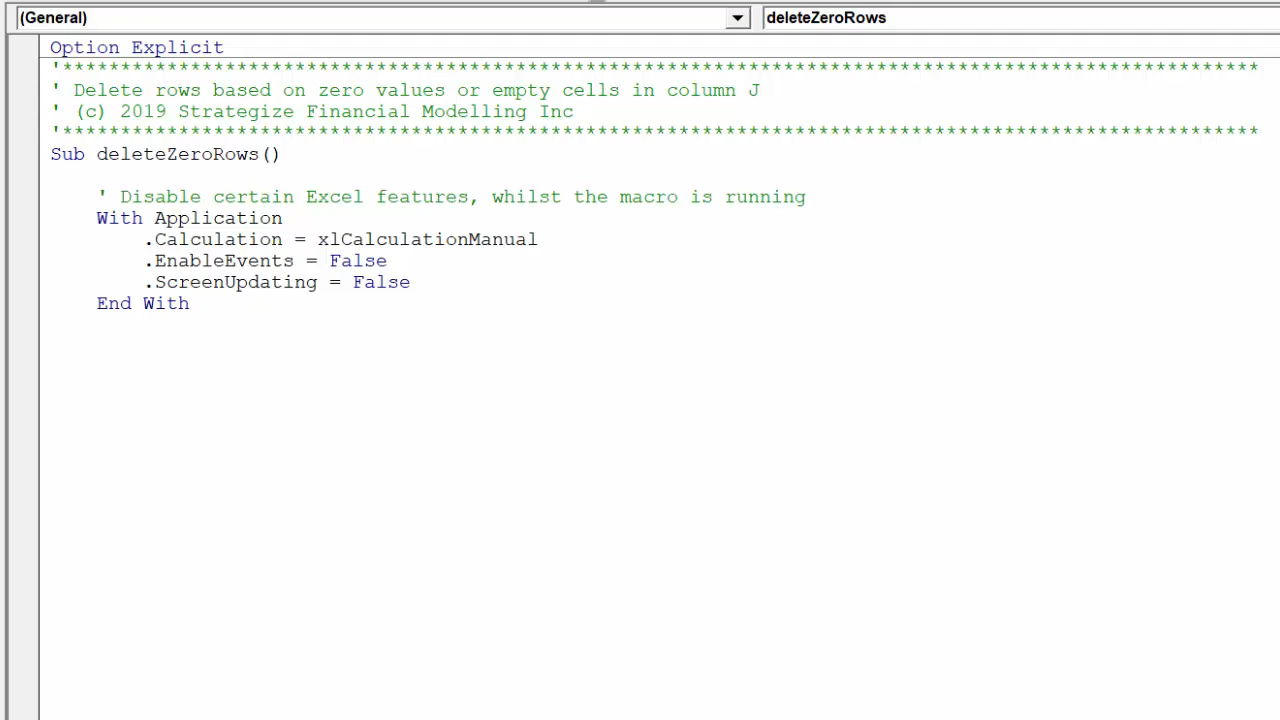 (General) deleteZeroRows
Option Explicit
'*******************************************************************************************************
' Delete rows based on zero values or empty cells in column J
' (c) 2019 Strategize Financial Modelling Inc
'*******************************************************************************************************
Sub deleteZeroRows()
' Disable certain Excel features, whilst the macro is running
With Application
.Calculation = xlCalculationManual
.EnableEvents = False
.ScreenUpdating = False
End With